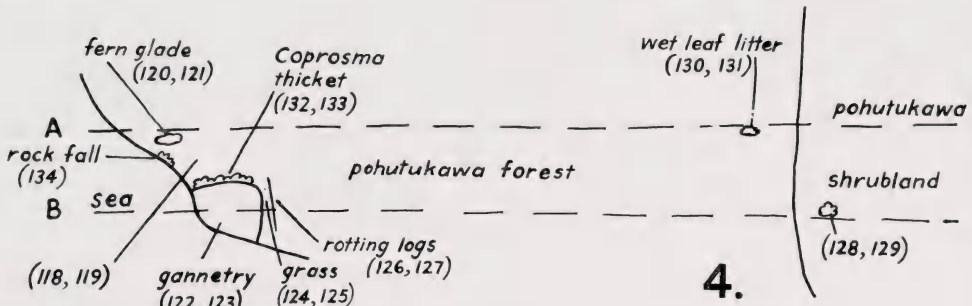 fern glade
(120, 121)
Coprosma
thicket
(132, 133)
wet leaf litter
(130, 131)
A
pohutukawa
rock fall
(134)
pohutukawa forest
shrubland
B
sea
(118, 119)
gannetry
(122, 123)
grass
(124, 125)
rotting logs
(126, 127)
(128, 129)
4.